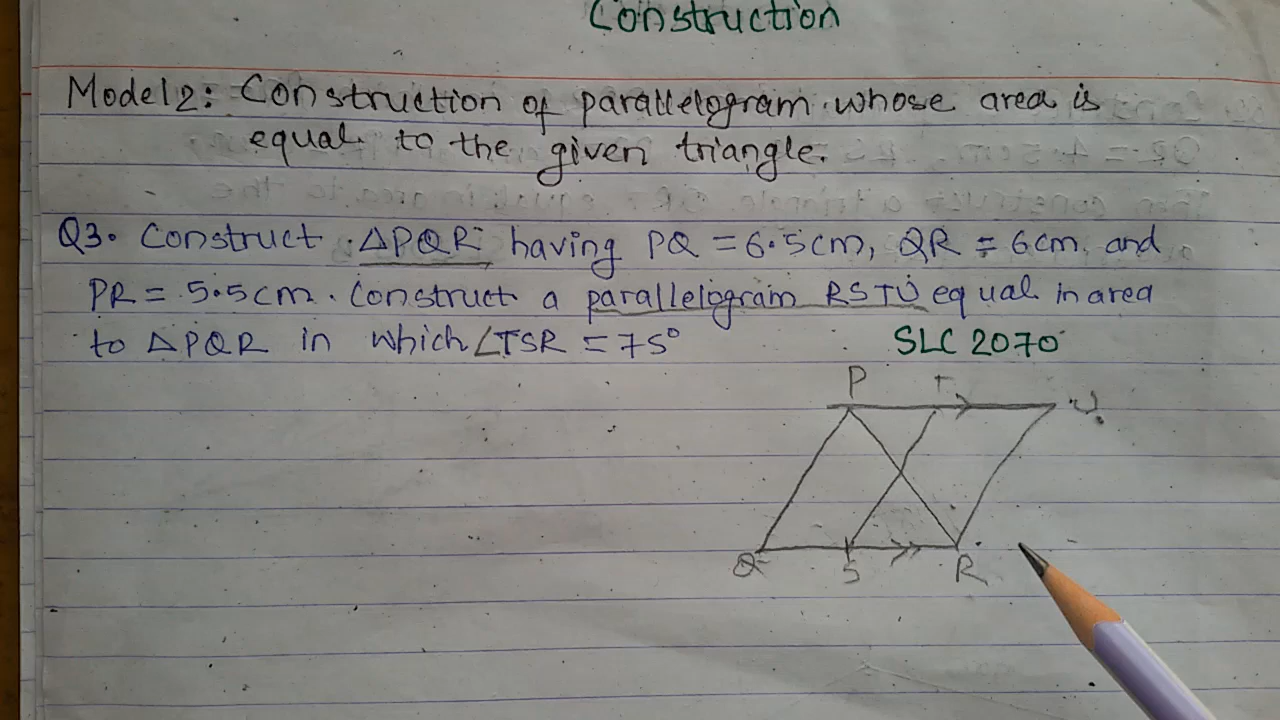 Construction
Model 2: Construction of parallelogram whose area is
equal to the given triangle.
Q3. Construct ΔPQR having PQ = 6.5cm, QR = 6cm and
PR = 5.5cm. Construct a parallelogram RSTU equal in area
to ΔPQR in which ∠TSR = 75°
SLC 2070
P T U
Q S R